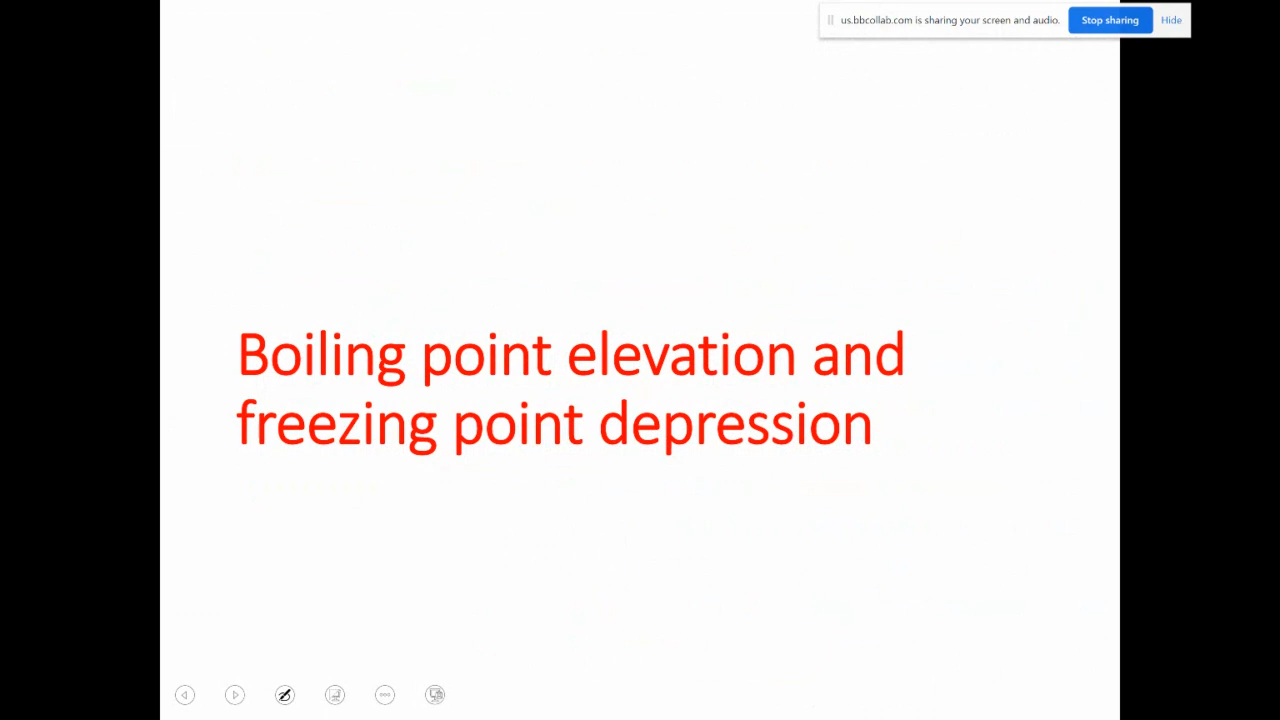 us.bbcollab.com is sharing your screen and audio. Stop sharing Hide
Boiling point elevation and
freezing point depression